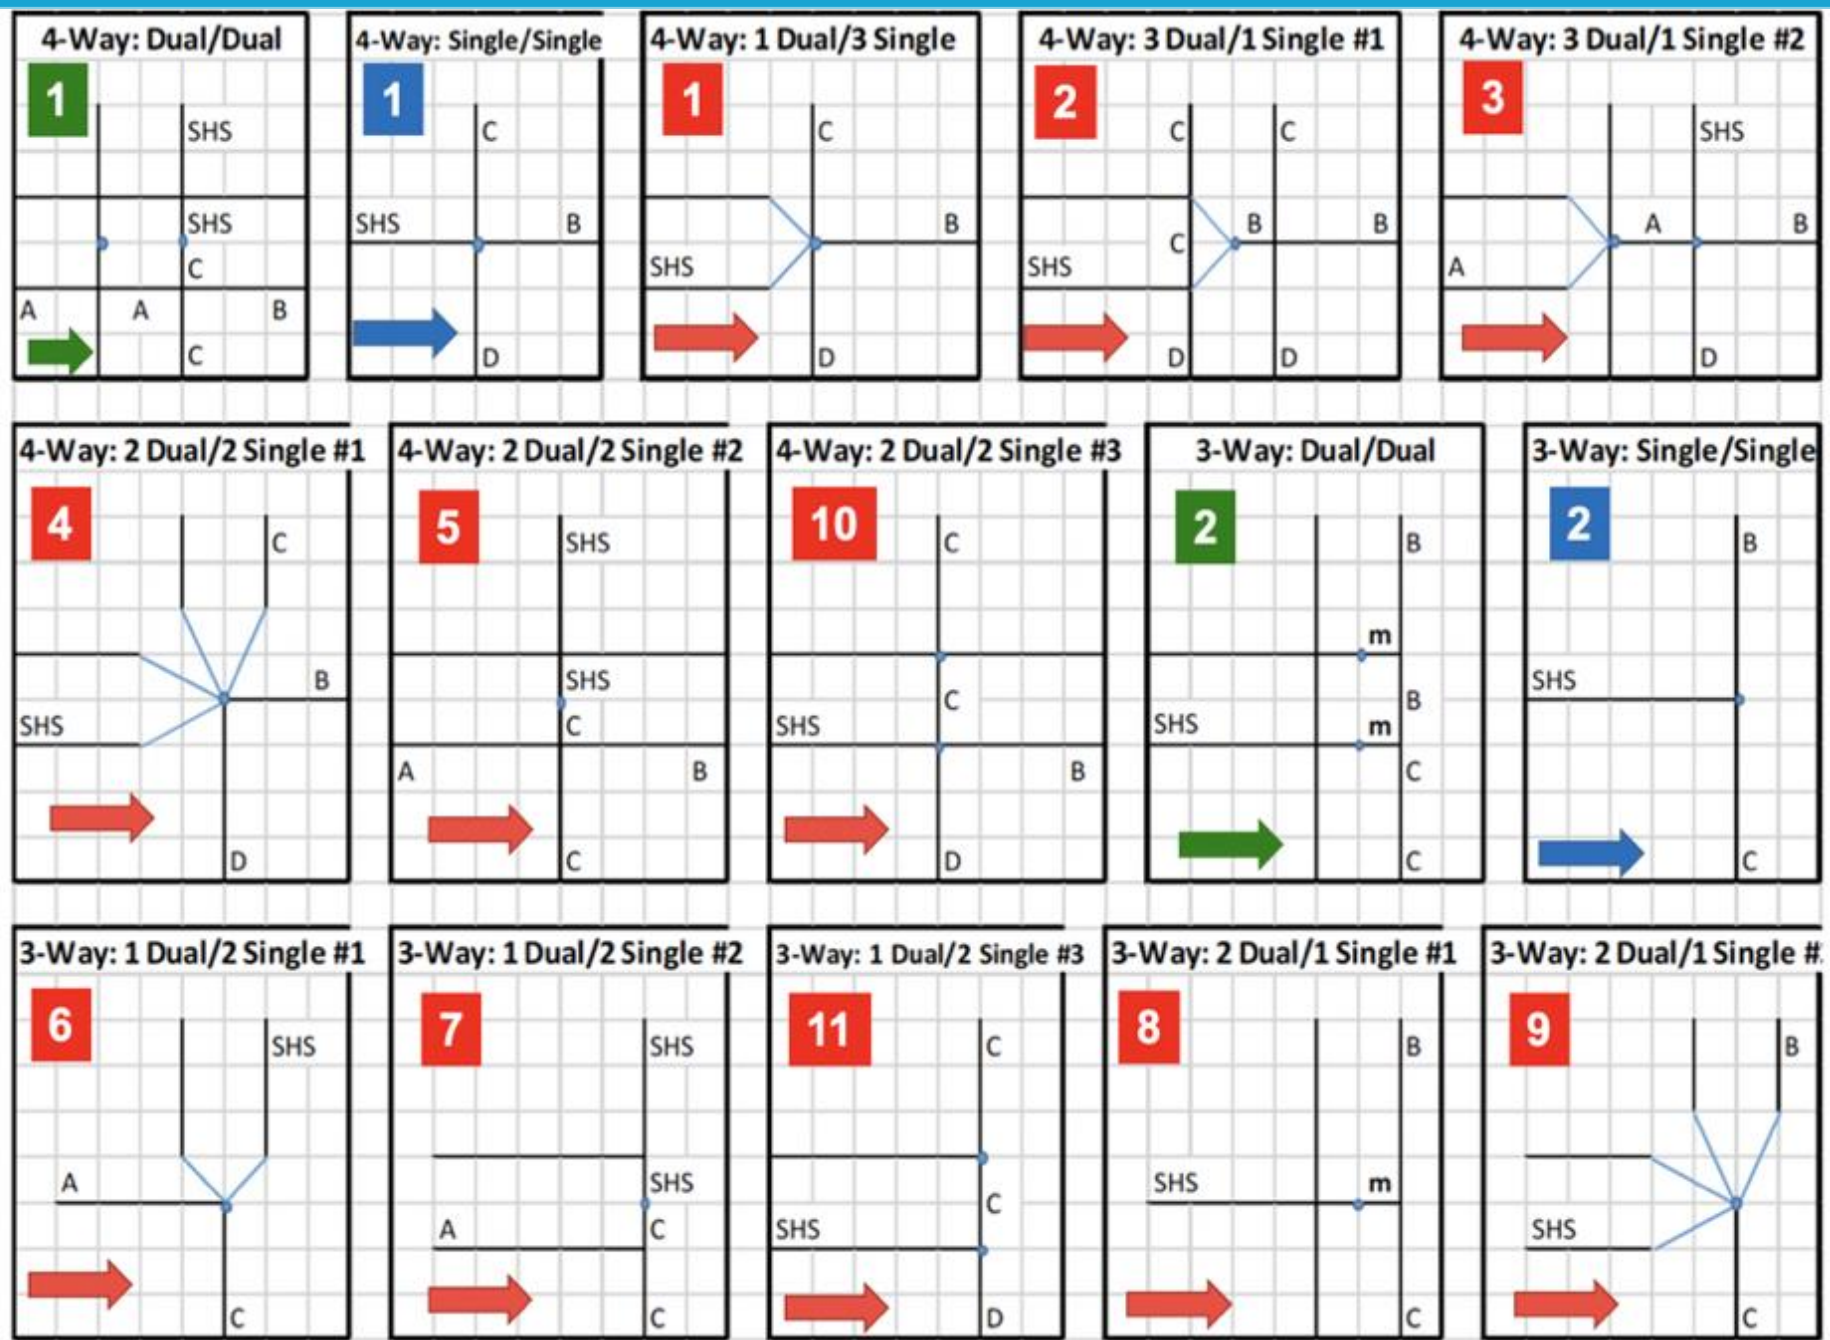 4-Way: Dual/Dual
1
SHS
SHS
C
A A B
C
4-Way: Single/Single
1
C
SHS B
D
4-Way: 1 Dual/3 Single
1
C
B
SHS
D
4-Way: 3 Dual/1 Single #1
2
C C
C B B
SHS
D D
4-Way: 3 Dual/1 Single #2
3
SHS
A B
A
D
4-Way: 2 Dual/2 Single #1
4
C
B
SHS
D
4-Way: 2 Dual/2 Single #2
5
SHS
SHS
C
A B
C
4-Way: 2 Dual/2 Single #3
10
C
C
SHS
B
D
3-Way: Dual/Dual
2
B
m
B
SHS m
C
C
3-Way: Single/Single
2
B
SHS
C
3-Way: 1 Dual/2 Single #1
6
SHS
A
C
3-Way: 1 Dual/2 Single #2
7
SHS
SHS
A C
C
3-Way: 1 Dual/2 Single #3
11
C
C
SHS
D
3-Way: 2 Dual/1 Single #1
8
B
SHS m
C
3-Way: 2 Dual/1 Single #
9
B
SHS
C